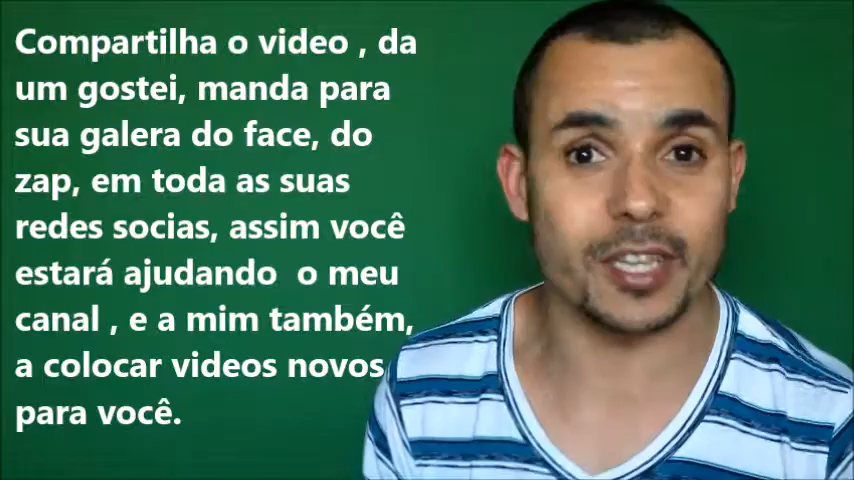 Compartilha o video , da
um gostei, manda para
sua galera do face, do
zap, em toda as suas
redes socias, assim você
estará ajudando  o meu
canal , e a mim também,
a colocar videos novos
para você.